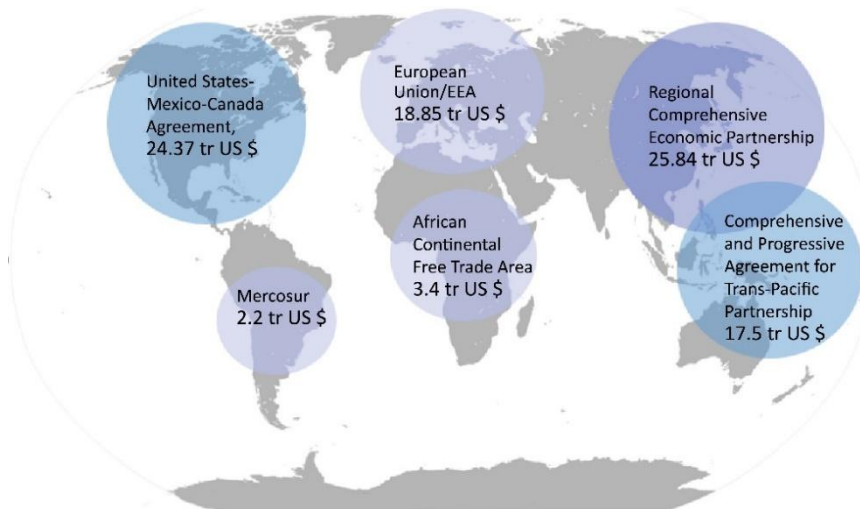 United States-
Mexico-Canada
Agreement,
24.37 tr US $
European
Union/EEA
18.85 tr US $
Regional
Comprehensive
Economic Partnership
25.84 tr US $
African
Continental
Free Trade Area
3.4 tr US $
Comprehensive
and Progressive
Agreement for
Trans-Pacific
Partnership
17.5 tr US $
Mercosur
2.2 tr US $